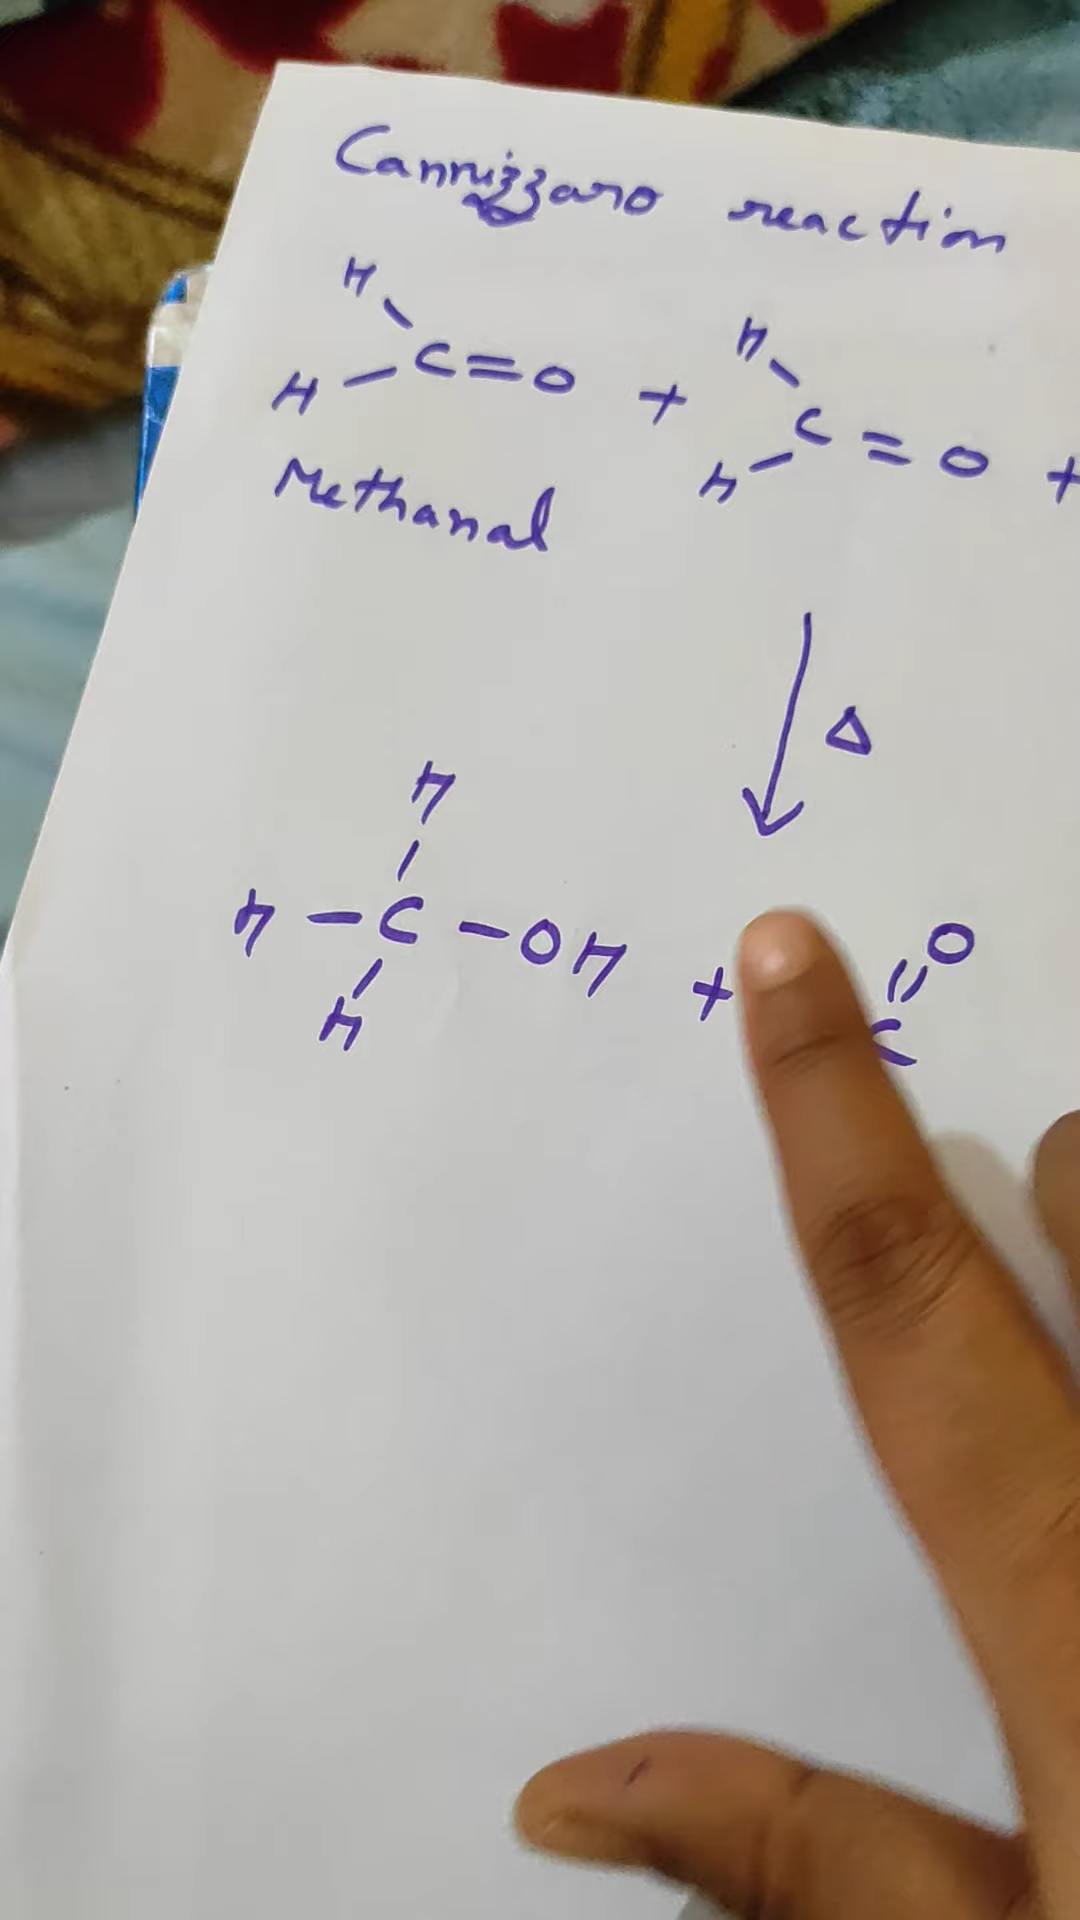 Cannizzaro reaction
H H
H C=O + H C=O +
Methanal
Δ
H O
H-C-OH + C
H